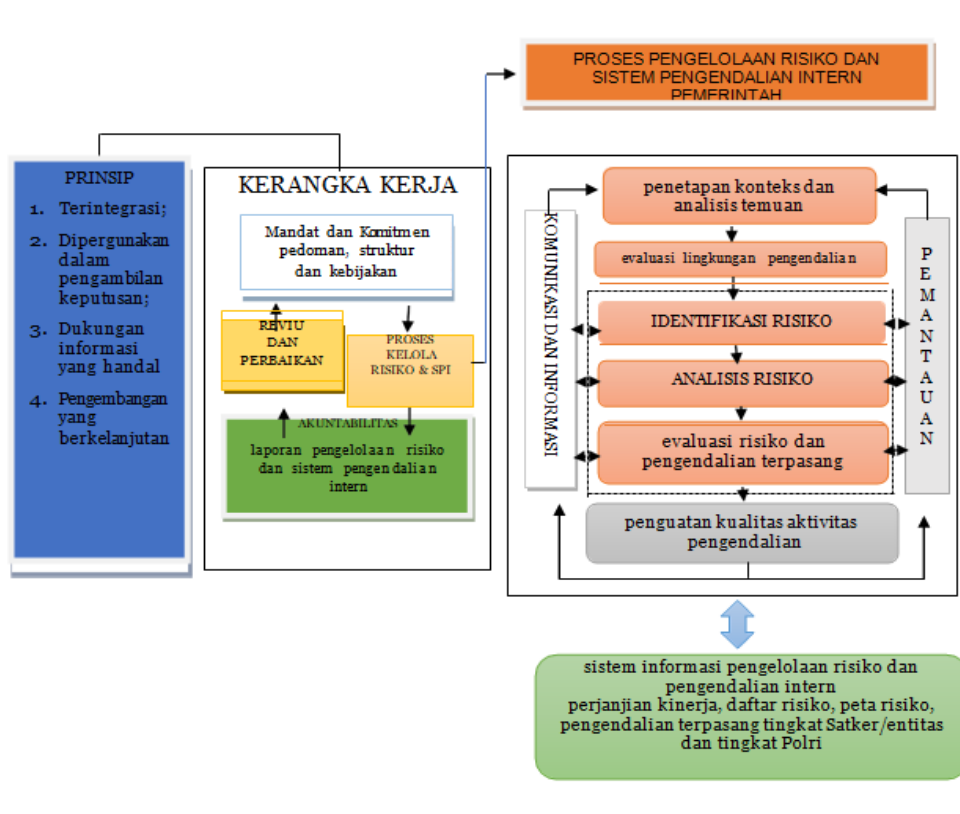 PROSES PENGELOLAAN RISIKO DAN
SISTEM PENGENDALIAN INTERN
PEMERINTAH
PRINSIP
1. Terintegrasi;
2. Dipergunakan
dalam
pengambilan
keputusan;
3. Dukungan
informasi
yang handal
4. Pengembangan
yang
berkelanjutan
KERANGKA KERJA
Mandat dan Komitmen
pedoman, struktur
dan kebijakan
REVIU
DAN
PERBAIKAN
PROSES
KELOLA
RISIKO & SPI
AKUNTABILITAS
laporan pengelolaan risiko
dan sistem pengendalian
intern
KOMUNIKASI DAN INFORMASI
penetapan konteks dan
analisis temuan
evaluasi lingkungan pengendalian
IDENTIFIKASI RISIKO
ANALISIS RISIKO
evaluasi risiko dan
pengendalian terpasang
penguatan kualitas aktivitas
pengendalian
PEMANTAUAN
sistem informasi pengelolaan risiko dan
pengendalian intern
perjanjian kinerja, daftar risiko, peta risiko,
pengendalian terpasang tingkat Satker/entitas
dan tingkat Polri